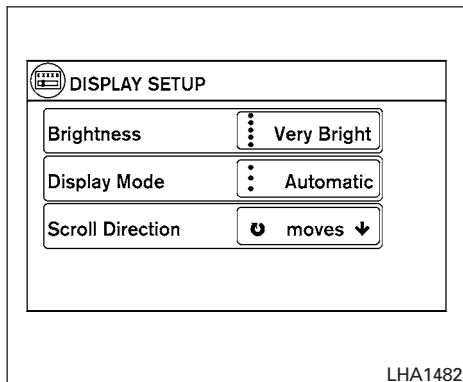 DISPLAY SETUP
Brightness Very Bright
Display Mode Automatic
Scroll Direction moves
LHA1482